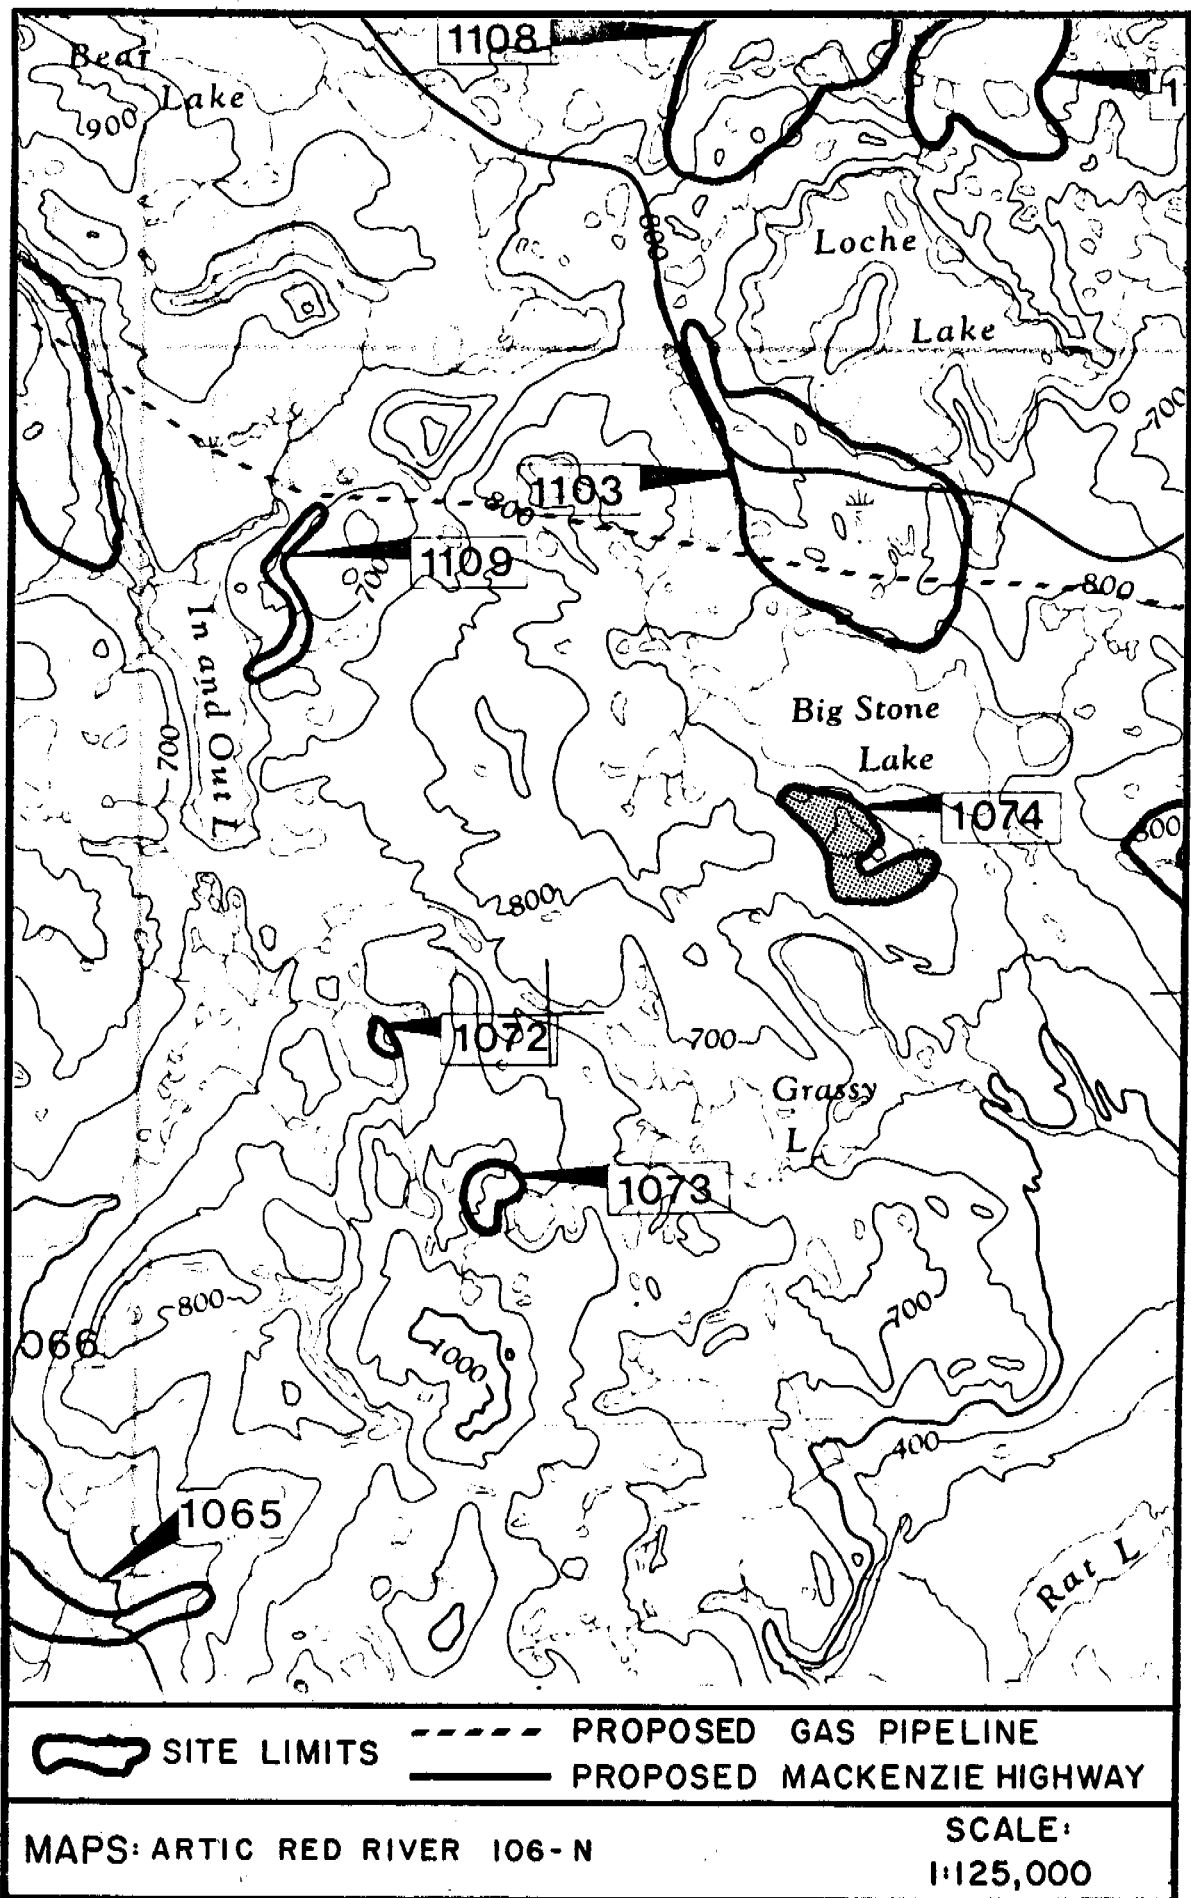 1108
Bear
Lake
1
900
800
Loche
Lake
700
1103
800
1109
700
800
In and Out L
Big Stone
Lake
700
1074
800
800
1072
700
Grassy
L
1073
800
700
066
1000
400
1065
Rat L
SITE LIMITS
PROPOSED GAS PIPELINE
PROPOSED MACKENZIE HIGHWAY
MAPS: ARTIC RED RIVER 106-N
SCALE:
1:125,000